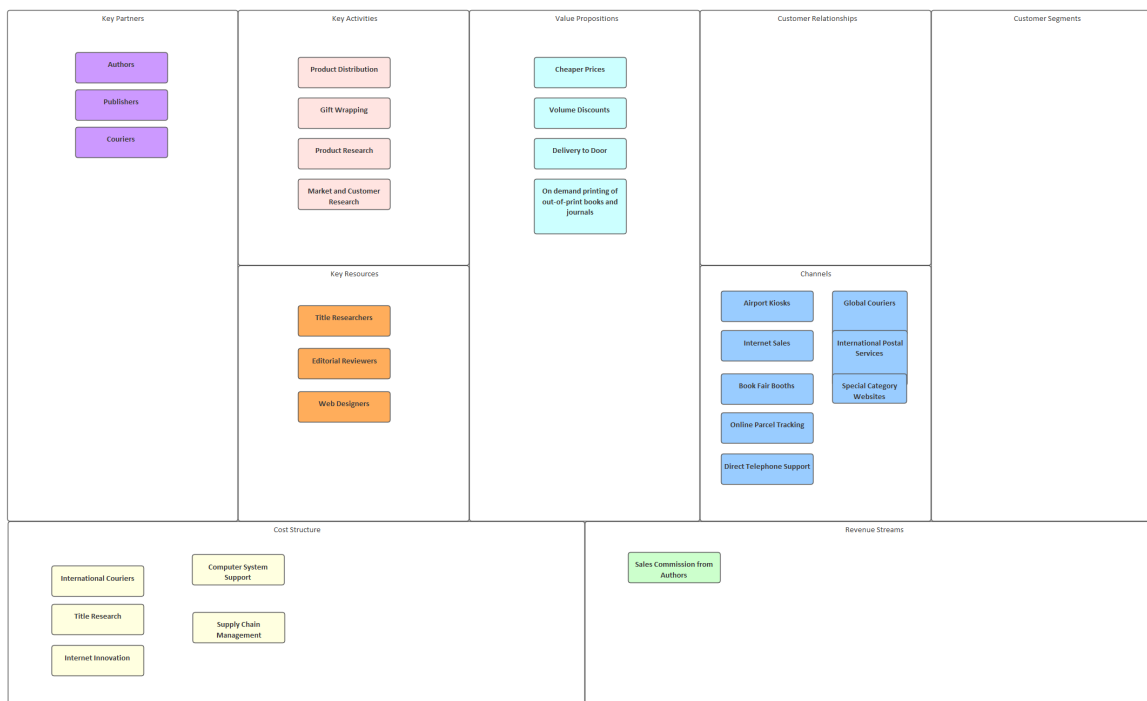 Key Partners
Authors
Publishers
Couriers
Key Activities
Product Distribution
Gift Wrapping
Product Research
Market and Customer
Research
Key Resources
Title Researchers
Editorial Reviewers
Web Designers
Value Propositions
Cheaper Prices
Volume Discounts
Delivery to Door
On demand printing of
out-of-print books and
journals
Customer Relationships
Channels
Airport Kiosks
Internet Sales
Book Fair Booths
Online Parcel Tracking
Direct Telephone Support
Global Couriers
International Postal
Services
Special Category
Websites
Customer Segments
Cost Structure
International Couriers
Title Research
Internet Innovation
Computer System
Support
Supply Chain
Management
Revenue Streams
Sales Commission from
Authors